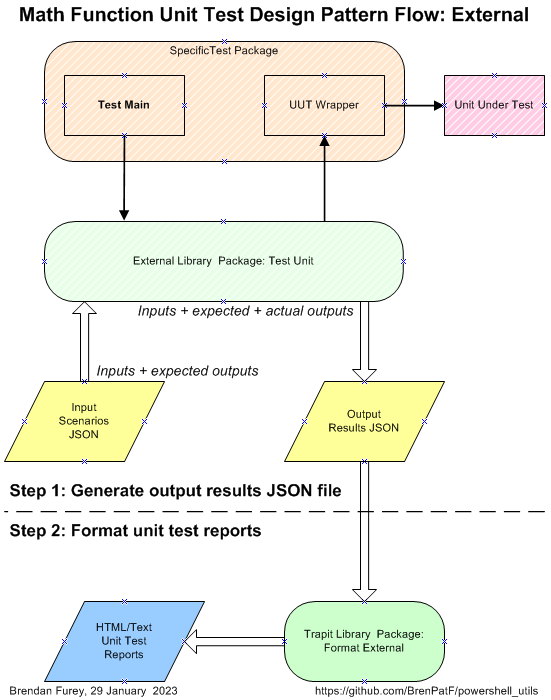 Math Function Unit Test Design Pattern Flow: External
SpecificTest Package
Test Main
UUT Wrapper
Unit Under Test
External Library  Package: Test Unit
Inputs + expected + actual outputs
Inputs + expected outputs
Input
Scenarios
JSON
Output
Results JSON
Step 1: Generate output results JSON file
Step 2: Format unit test reports
HTML/Text
Unit Test
Reports
Trapit Library  Package:
Format External
Brendan Furey, 29 January  2023
https://github.com/BrenPatF/powershell_utils